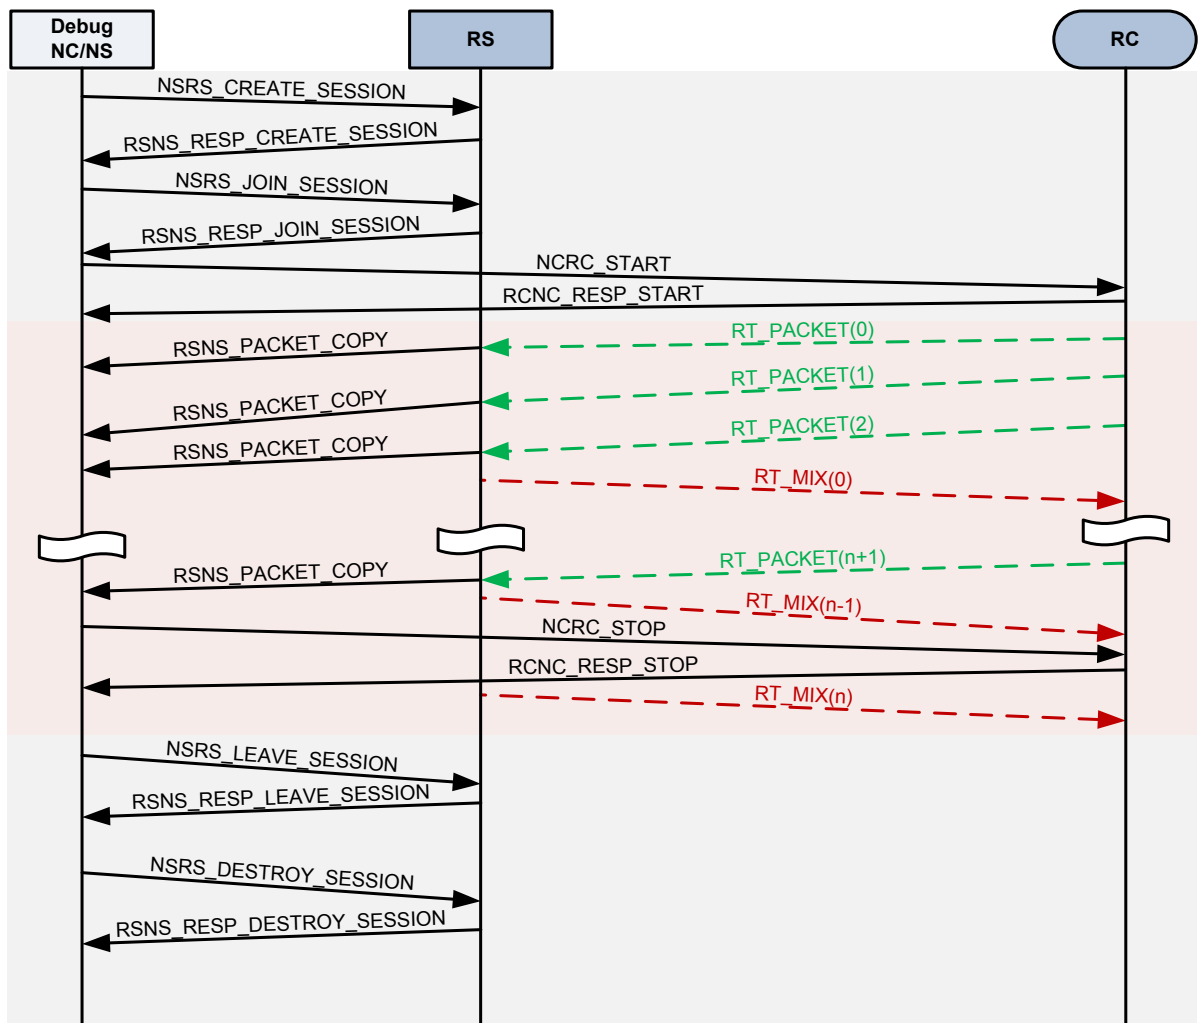 Debug
NC/NS
RS
RC
NSRS_CREATE_SESSION
RSNS_RESP_CREATE_SESSION
NSRS_JOIN_SESSION
RSNS_RESP_JOIN_SESSION
NCRC_START
RCNC_RESP_START
RT_PACKET(0)
RSNS_PACKET_COPY
RT_PACKET(1)
RSNS_PACKET_COPY
RT_PACKET(2)
RSNS_PACKET_COPY
RT_MIX(0)
RT_PACKET(n+1)
RSNS_PACKET_COPY
RT_MIX(n-1)
NCRC_STOP
RCNC_RESP_STOP
RT_MIX(n)
NSRS_LEAVE_SESSION
RSNS_RESP_LEAVE_SESSION
NSRS_DESTROY_SESSION
RSNS_RESP_DESTROY_SESSION